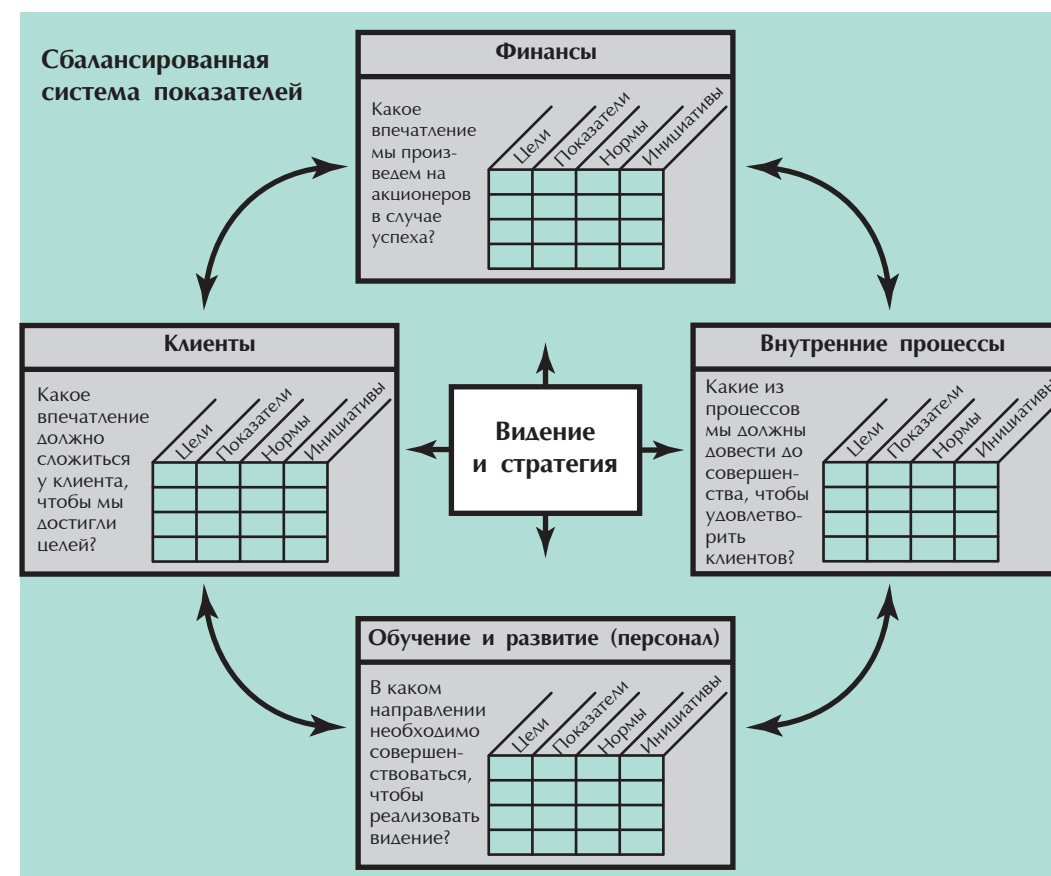 Сбалансированная
система показателей
Финансы
Какое
впечатление
мы произ-
ведем на
акционеров
в случае
успеха?
Цели
Показатели
Нормы
Инициативы
Клиенты
Какое
впечатление
должно
сложиться
у клиента,
чтобы мы
достигли
целей?
Цели
Показатели
Нормы
Инициативы
Видение
и стратегия
Внутренние процессы
Какие из
процессов
мы должны
довести до
совершен-
ства, чтобы
удовлетво-
рить
клиентов?
Цели
Показатели
Нормы
Инициативы
Обучение и развитие (персонал)
В каком
направлении
необходимо
совершен-
ствоваться,
чтобы
реализовать
видение?
Цели
Показатели
Нормы
Инициативы